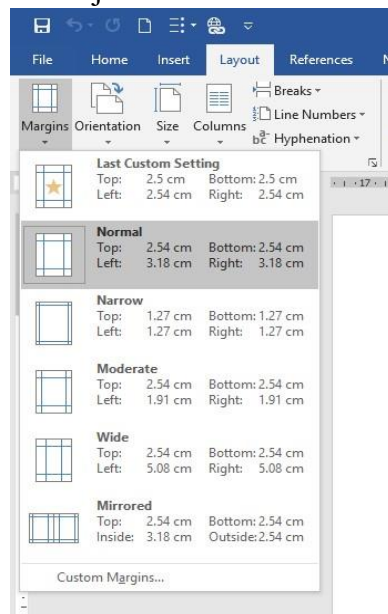 File Home Insert Layout References
Breaks
Line Numbers
Margins Orientation Size Columns
Hyphenation
17
Last Custom Setting
Top: 2.5 cm Bottom: 2.5 cm
Left: 2.54 cm Right: 2.54 cm
Normal
Top: 2.54 cm Bottom: 2.54 cm
Left: 3.18 cm Right: 3.18 cm
Narrow
Top: 1.27 cm Bottom: 1.27 cm
Left: 1.27 cm Right: 1.27 cm
Moderate
Top: 2.54 cm Bottom: 2.54 cm
Left: 1.91 cm Right: 1.91 cm
Wide
Top: 2.54 cm Bottom: 2.54 cm
Left: 5.08 cm Right: 5.08 cm
Mirrored
Top: 2.54 cm Bottom: 2.54 cm
Inside: 3.18 cm Outside: 2.54 cm
Custom Margins...